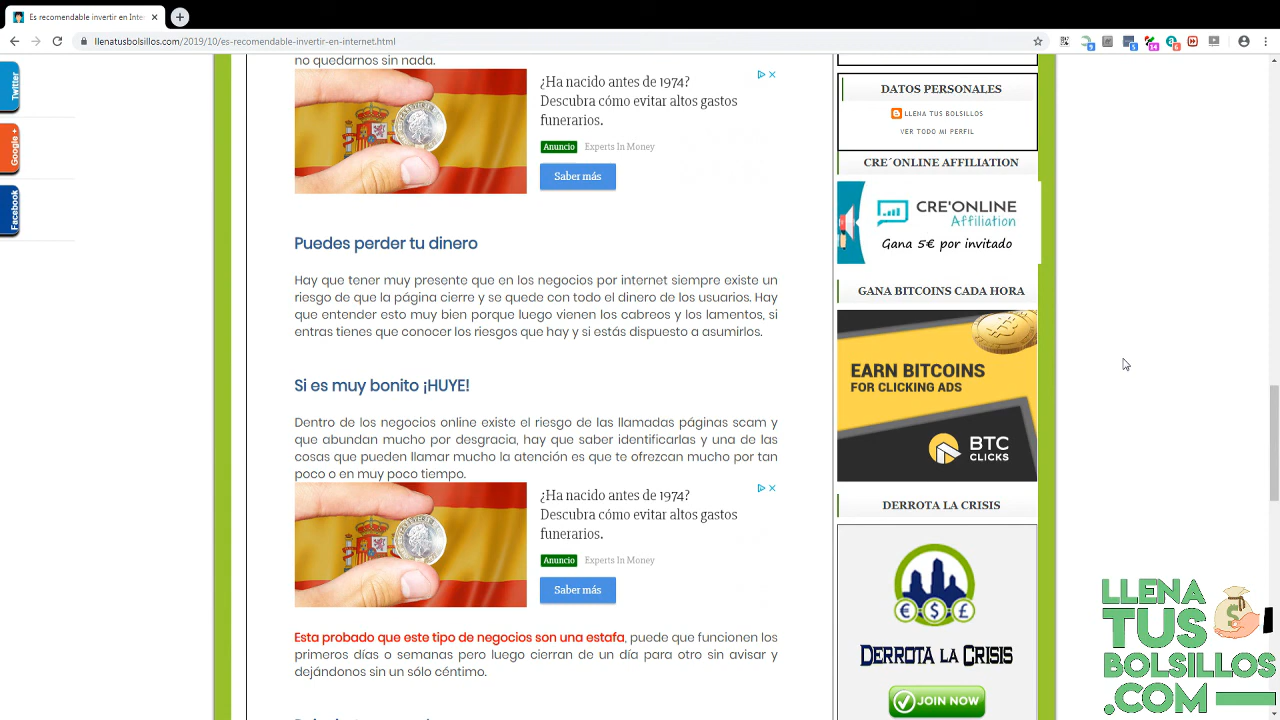 Es recomendable invertir en Inte
llenatusbolsillos.com/2019/10/es-recomendable-invertir-en-internet.html
Twitter
Google +
Facebook
no quedarnos sin nada.
¿Ha nacido antes de 1974?
Descubra cómo evitar altos gastos
funerarios.
Anuncio Experts In Money
Saber más
Puedes perder tu dinero
Hay que tener muy presente que en los negocios por internet siempre existe un
riesgo de que la página cierre y se quede con todo el dinero de los usuarios. Hay
que entender esto muy bien porque luego vienen los cabreos y los lamentos, si
entras tienes que conocer los riesgos que hay y si estás dispuesto a asumirlos.
Si es muy bonito ¡HUYE!
Dentro de los negocios online existe el riesgo de las llamadas páginas scam y
que abundan mucho por desgracia, hay que saber identificarlas y una de las
cosas que pueden llamar mucho la atención es que te ofrezcan mucho por tan
poco o en muy poco tiempo.
¿Ha nacido antes de 1974?
Descubra cómo evitar altos gastos
funerarios.
Anuncio Experts In Money
Saber más
Esta probado que este tipo de negocios son una estafa, puede que funcionen los
primeros días o semanas pero luego cierran de un día para otro sin avisar y
dejándonos sin un sólo céntimo.
DATOS PERSONALES
LLENA TUS BOLSILLOS
VER TODO MI PERFIL
CRE´ONLINE AFFILIATION
CRE'ONLINE
Affiliation
Gana 5€ por invitado
GANA BITCOINS CADA HORA
EARN BITCOINS
FOR CLICKING ADS
BTC
CLICKS
DERROTA LA CRISIS
€ $ £
DERROTA LA CRISIS
JOIN NOW
LLENA
TUS
BOLSILLOS
.COM